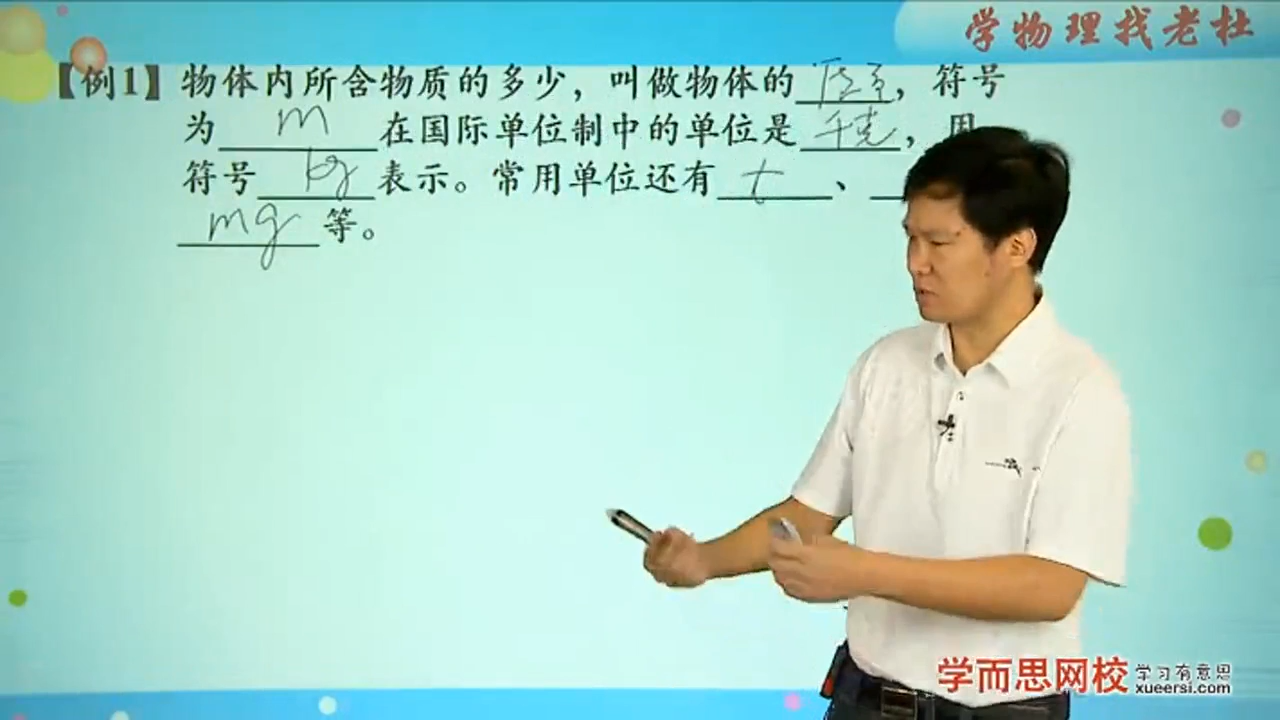 学物理找老杜
【例1】物体内所含物质的多少，叫做物体的质量，符号
为 m 在国际单位制中的单位是 千克，用
符号 kg 表示。常用单位还有 t 、
mg 等。
学而思网校 学习有意思
xueersi.com